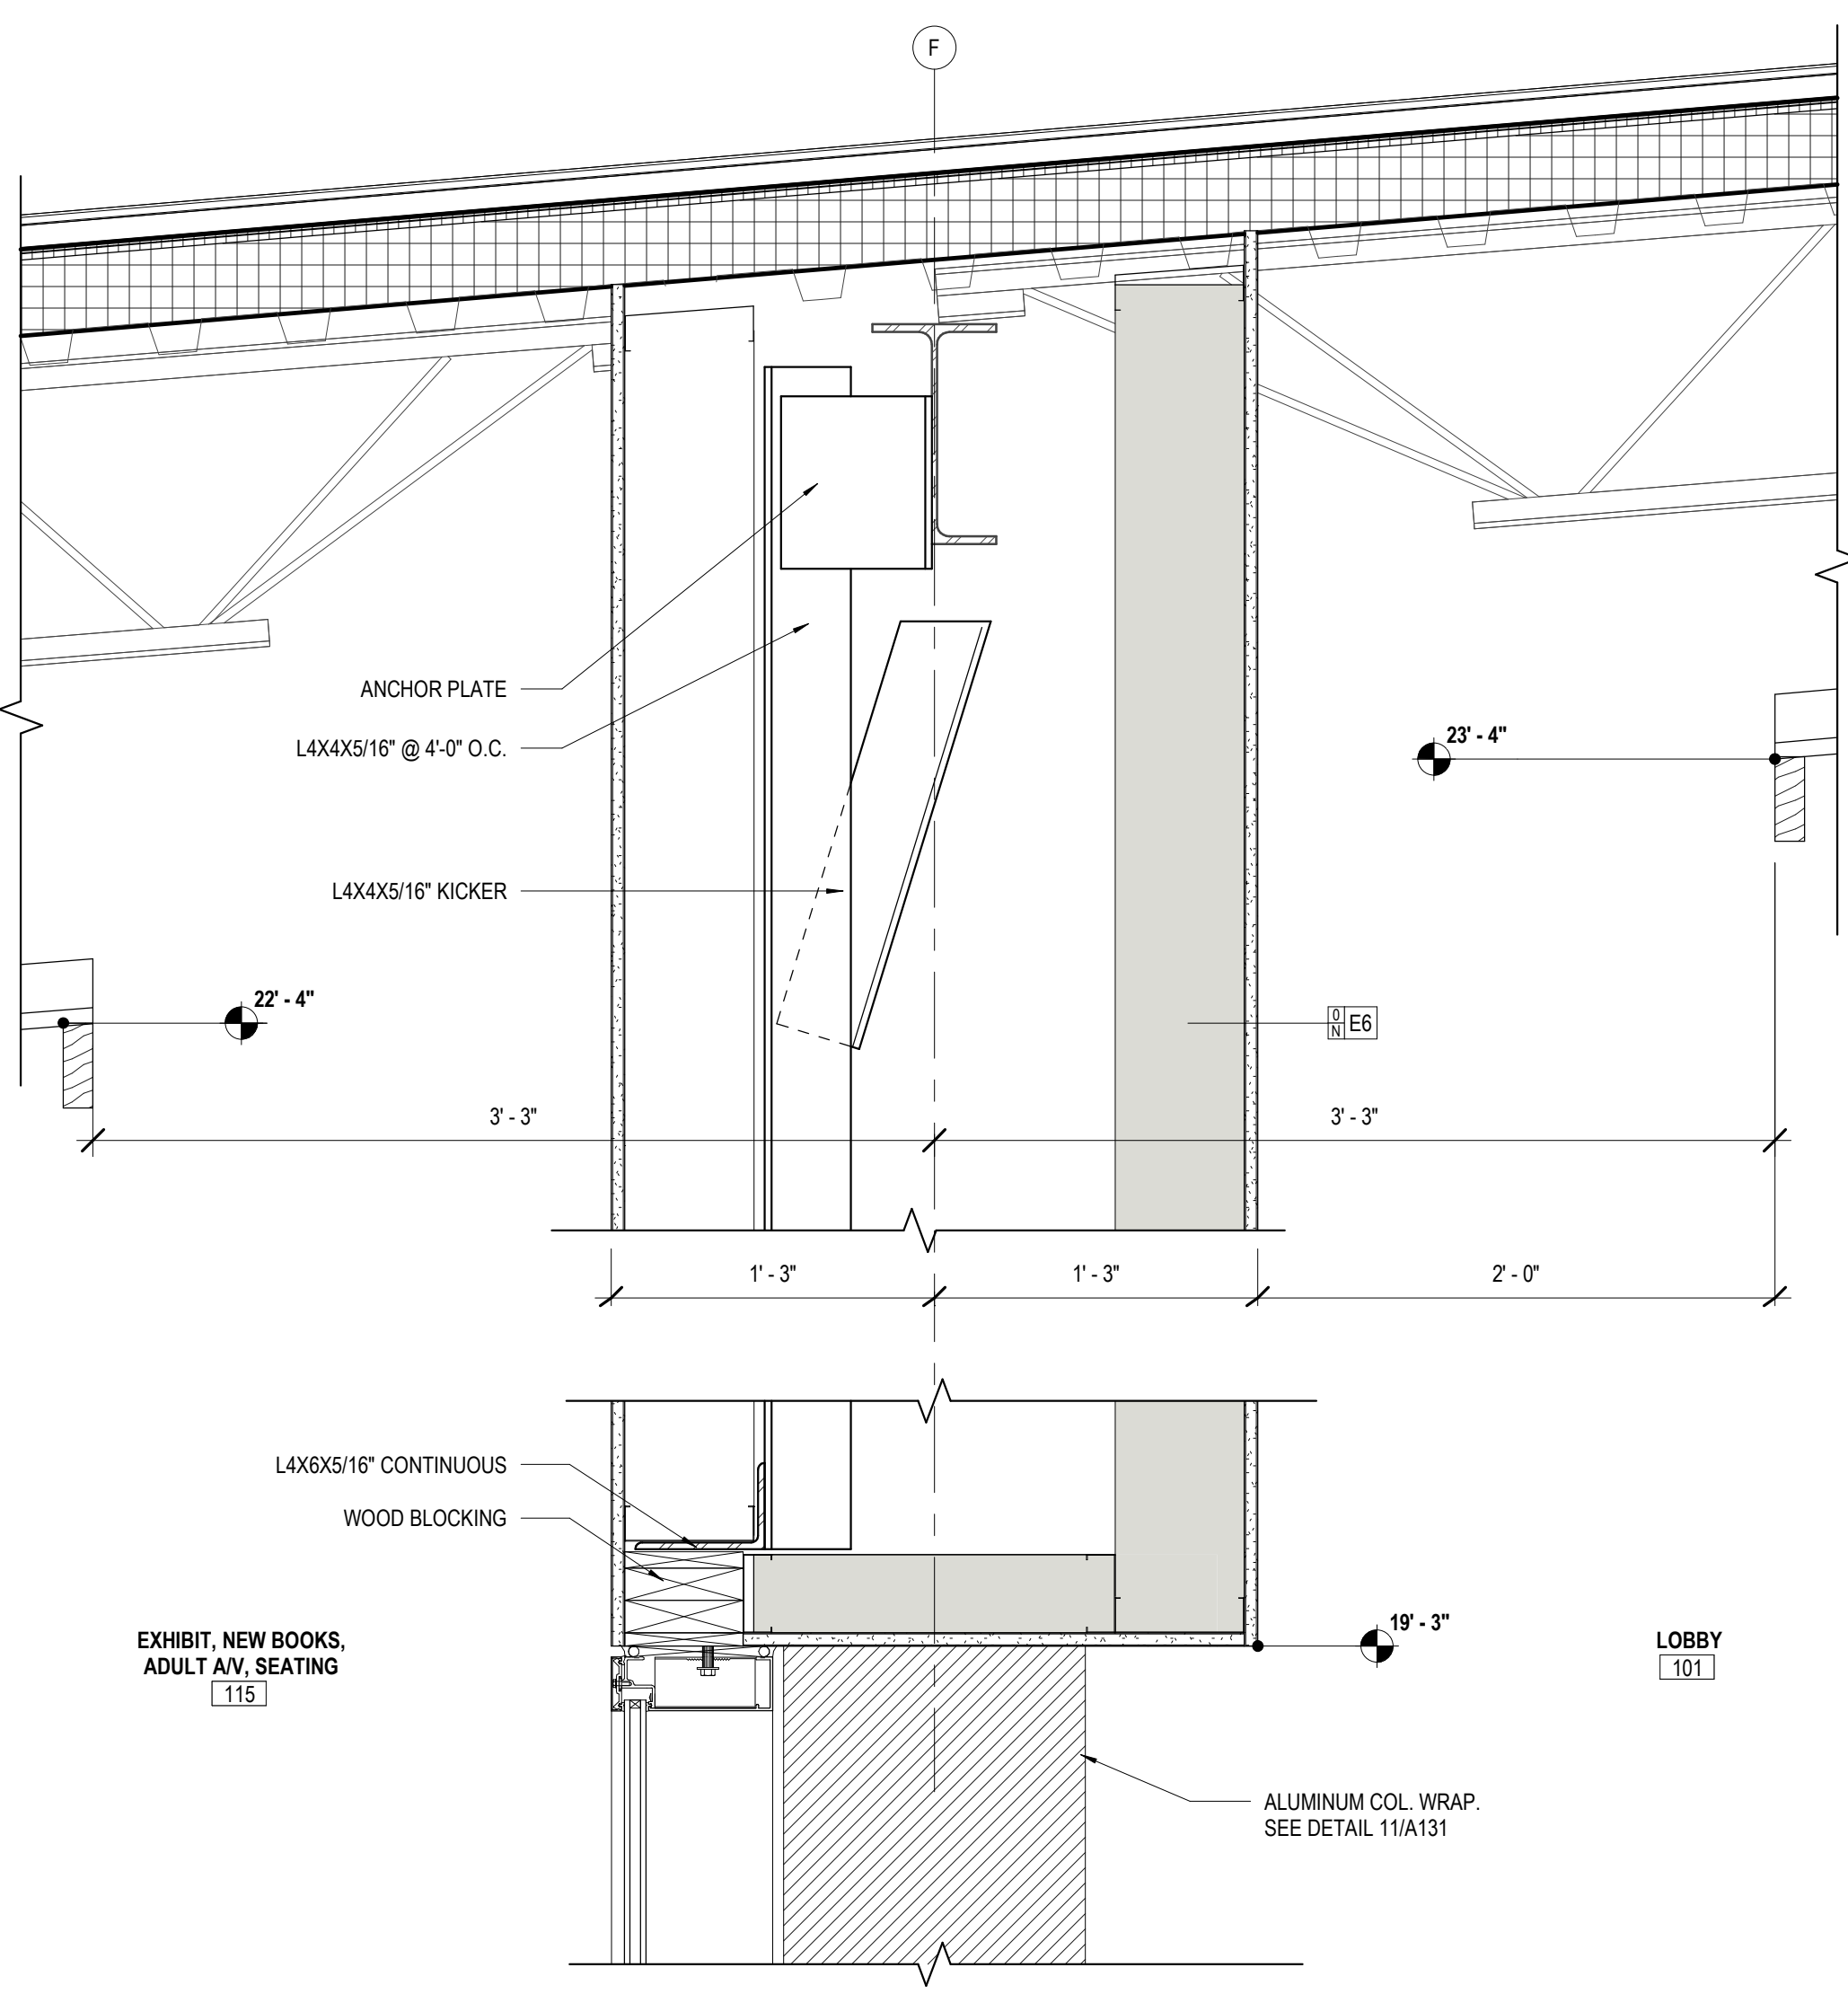 F
ANCHOR PLATE
L4X4X5/16" @ 4'-0" O.C.
23' - 4"
L4X4X5/16" KICKER
22' - 4"
0
N
E6
3' - 3"
3' - 3"
1' - 3"
1' - 3"
2' - 0"
L4X6X5/16" CONTINUOUS
WOOD BLOCKING
19' - 3"
EXHIBIT, NEW BOOKS,
ADULT A/V, SEATING
115
LOBBY
101
ALUMINUM COL. WRAP.
SEE DETAIL 11/A131